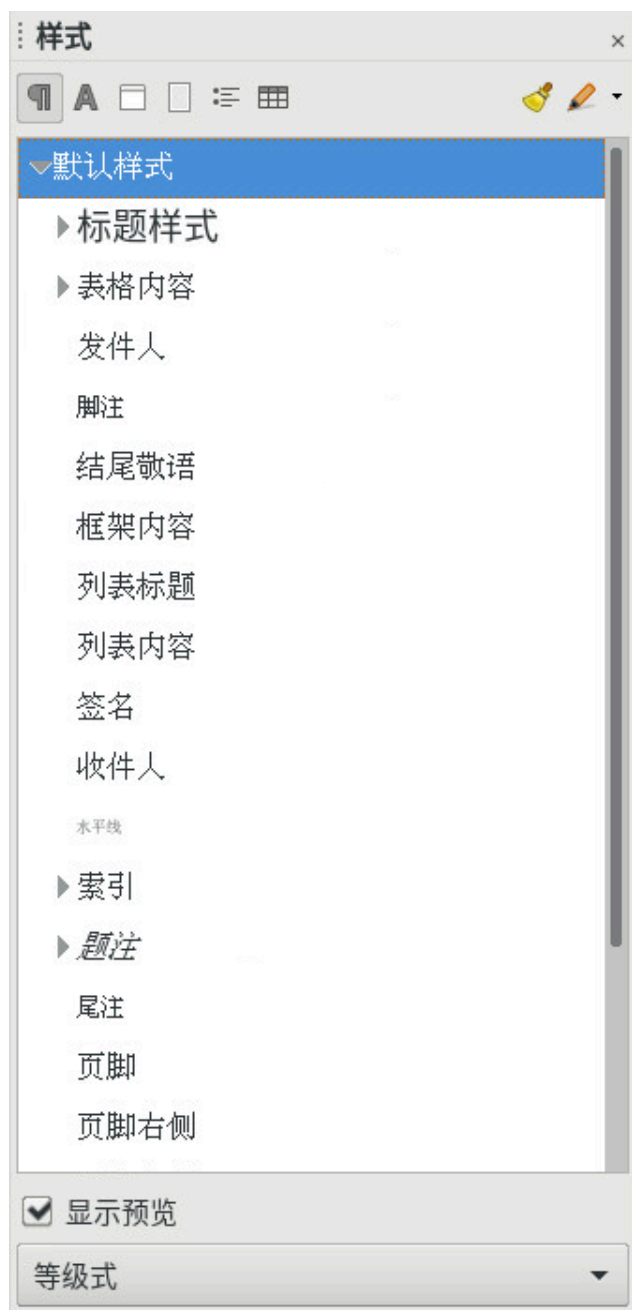 样式
默认样式
标题样式
表格内容
发件人
脚注
结尾敬语
框架内容
列表标题
列表内容
签名
收件人
水平线
索引
题注
尾注
页脚
页脚右侧
显示预览
等级式